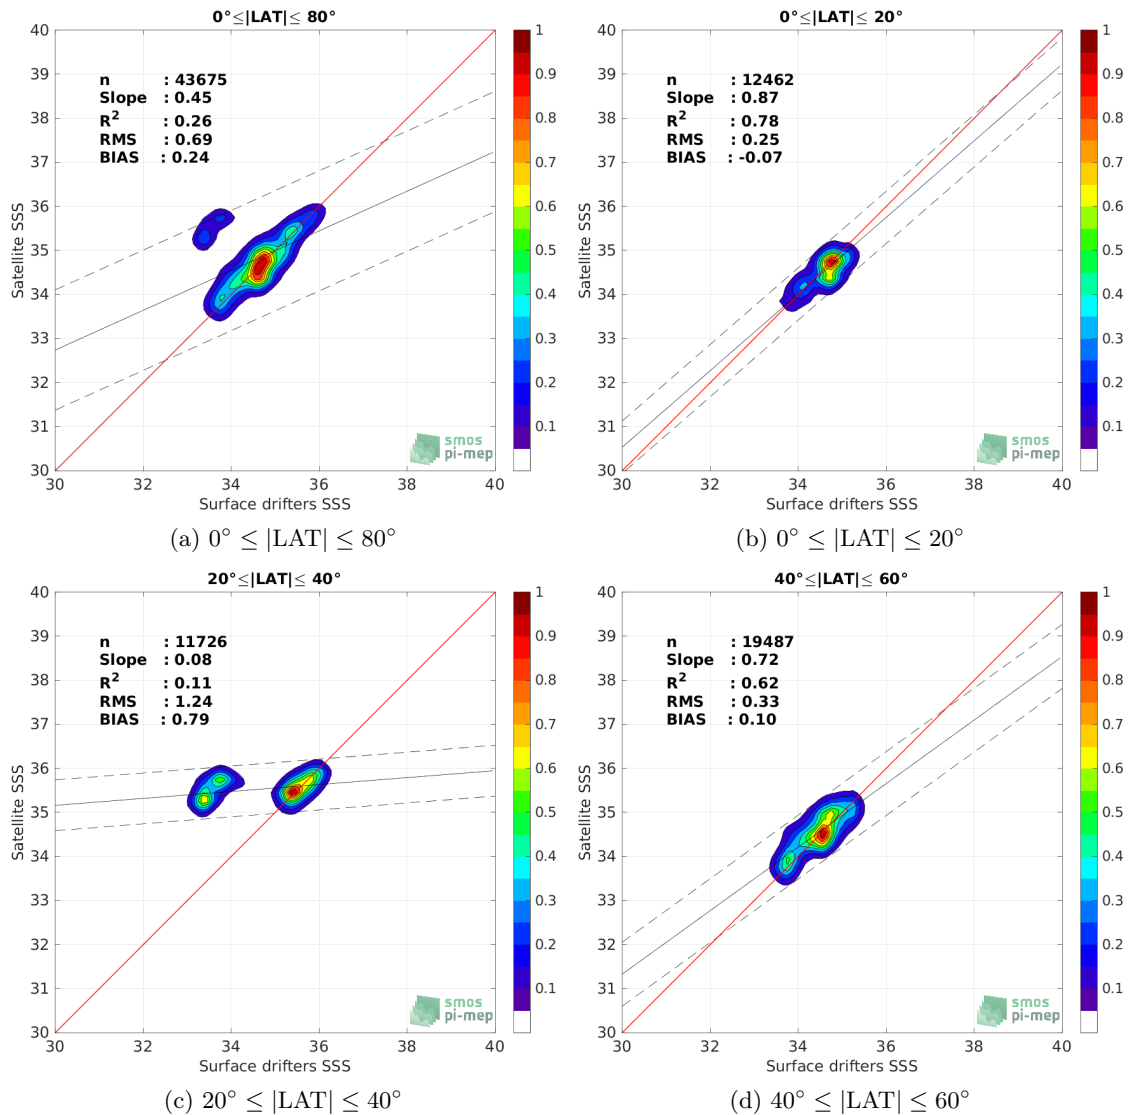 0°≤|LAT|≤ 80°
40
39
38
37
36
35
34
33
32
31
30
Satellite SSS
n : 43675
Slope : 0.45
R² : 0.26
RMS : 0.69
BIAS : 0.24
smos
pi-mep
30 32 34 36 38 40
Surface drifters SSS
1
0.9
0.8
0.7
0.6
0.5
0.4
0.3
0.2
0.1
(a) 0° ≤ |LAT| ≤ 80°
0°≤|LAT|≤ 20°
40
39
38
37
36
35
34
33
32
31
30
Satellite SSS
n : 12462
Slope : 0.87
R² : 0.78
RMS : 0.25
BIAS : -0.07
smos
pi-mep
30 32 34 36 38 40
Surface drifters SSS
1
0.9
0.8
0.7
0.6
0.5
0.4
0.3
0.2
0.1
(b) 0° ≤ |LAT| ≤ 20°
20°≤|LAT|≤ 40°
40
39
38
37
36
35
34
33
32
31
30
Satellite SSS
n : 11726
Slope : 0.08
R² : 0.11
RMS : 1.24
BIAS : 0.79
smos
pi-mep
30 32 34 36 38 40
Surface drifters SSS
1
0.9
0.8
0.7
0.6
0.5
0.4
0.3
0.2
0.1
(c) 20° ≤ |LAT| ≤ 40°
40°≤|LAT|≤ 60°
40
39
38
37
36
35
34
33
32
31
30
Satellite SSS
n : 19487
Slope : 0.72
R² : 0.62
RMS : 0.33
BIAS : 0.10
smos
pi-mep
30 32 34 36 38 40
Surface drifters SSS
1
0.9
0.8
0.7
0.6
0.5
0.4
0.3
0.2
0.1
(d) 40° ≤ |LAT| ≤ 60°